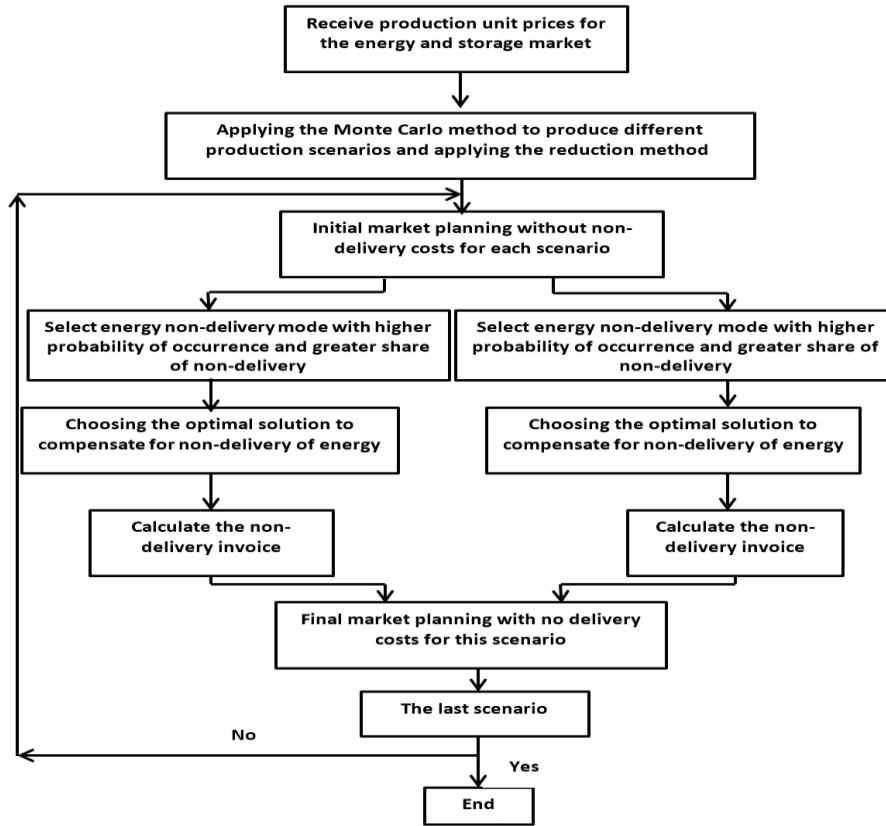 Receive production unit prices for
the energy and storage market
Applying the Monte Carlo method to produce different
production scenarios and applying the reduction method
Initial market planning without non-
delivery costs for each scenario
Select energy non-delivery mode with higher
probability of occurrence and greater share
of non-delivery
Select energy non-delivery mode with higher
probability of occurrence and greater share of
non-delivery
Choosing the optimal solution to
compensate for non-delivery of energy
Choosing the optimal solution to
compensate for non-delivery of energy
Calculate the non-
delivery invoice
Calculate the non-
delivery invoice
Final market planning with no delivery
costs for this scenario
The last scenario
No
Yes
End